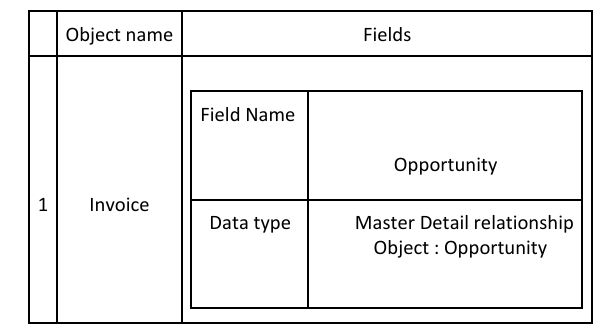 Object name Fields
Field Name
Opportunity
1 Invoice
Data type Master Detail relationship
Object : Opportunity